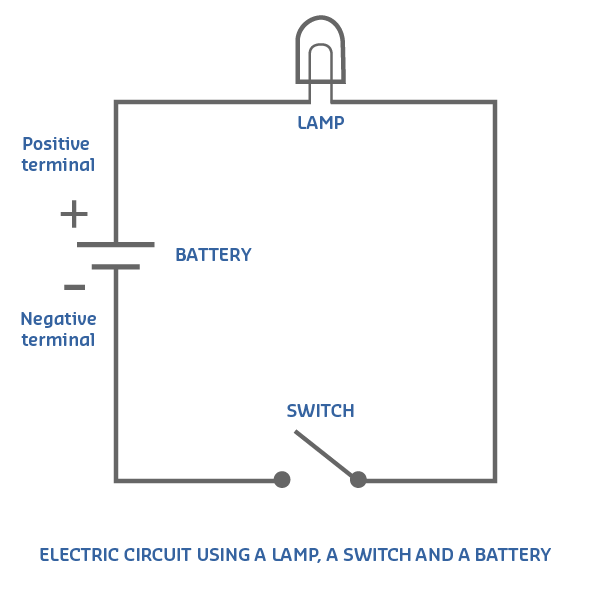 LAMP
Positive
terminal
+
BATTERY
-
Negative
terminal
SWITCH
ELECTRIC CIRCUIT USING A LAMP, A SWITCH AND A BATTERY